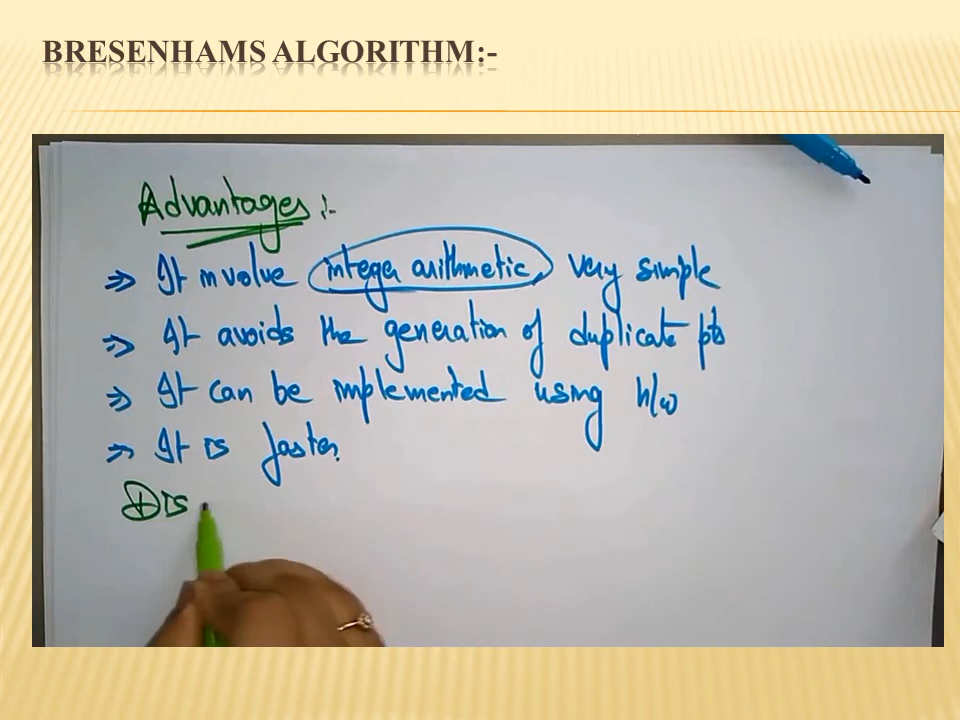 BRESENHAMS ALGORITHM:-
Advantages :-
=> It involve integer arithmetic, very simple
=> It avoids the generation of duplicate pts
=> It can be implemented using h/w
=> It is faster.
Dis